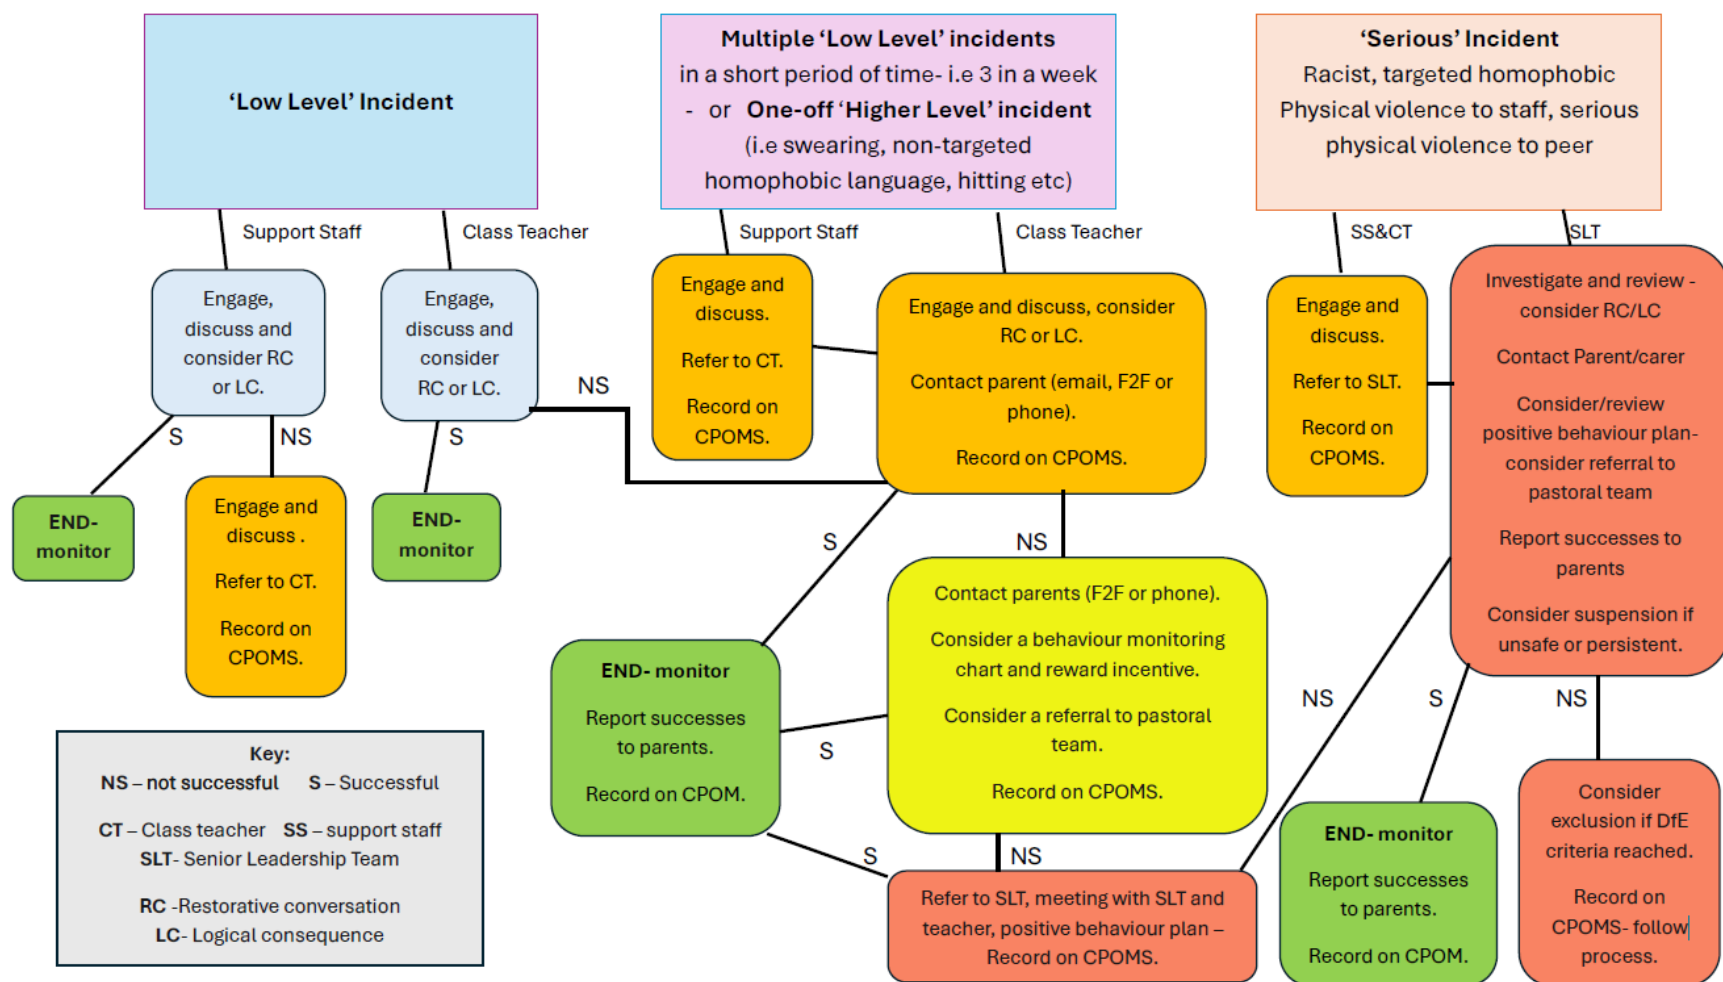 ‘Low Level’ Incident
Multiple ‘Low Level’ incidents
in a short period of time- i.e 3 in a week
- or One-off ‘Higher Level’ incident
(i.e swearing, non-targeted
homophobic language, hitting etc)
‘Serious’ Incident
Racist, targeted homophobic
Physical violence to staff, serious
physical violence to peer
Support Staff
Class Teacher
Support Staff
Class Teacher
SS&CT
SLT
Engage,
discuss and
consider RC
or LC.
Engage,
discuss and
consider
RC or LC.
NS
S
NS
S
END-
monitor
Engage and
discuss .
Refer to CT.
Record on
CPOMS.
END-
monitor
Engage and
discuss.
Refer to CT.
Record on
CPOMS.
Engage and discuss, consider
RC or LC.
Contact parent (email, F2F or
phone).
Record on CPOMS.
S
NS
Contact parents (F2F or phone).
Consider a behaviour monitoring
chart and reward incentive.
Consider a referral to pastoral
team.
Record on CPOMS.
END- monitor
Report successes
to parents.
Record on CPOM.
S
S
NS
Refer to SLT, meeting with SLT and
teacher, positive behaviour plan –
Record on CPOMS.
Engage and
discuss.
Refer to SLT.
Record on
CPOMS.
Investigate and review -
consider RC/LC
Contact Parent/carer
Consider/review
positive behaviour plan-
consider referral to
pastoral team
Report successes to
parents
Consider suspension if
unsafe or persistent.
NS
S
NS
END- monitor
Report successes
to parents.
Record on CPOM.
Consider
exclusion if DfE
criteria reached.
Record on
CPOMS- follow
process.
Key:
NS – not successful S – Successful
CT – Class teacher SS – support staff
SLT- Senior Leadership Team
RC -Restorative conversation
LC- Logical consequence